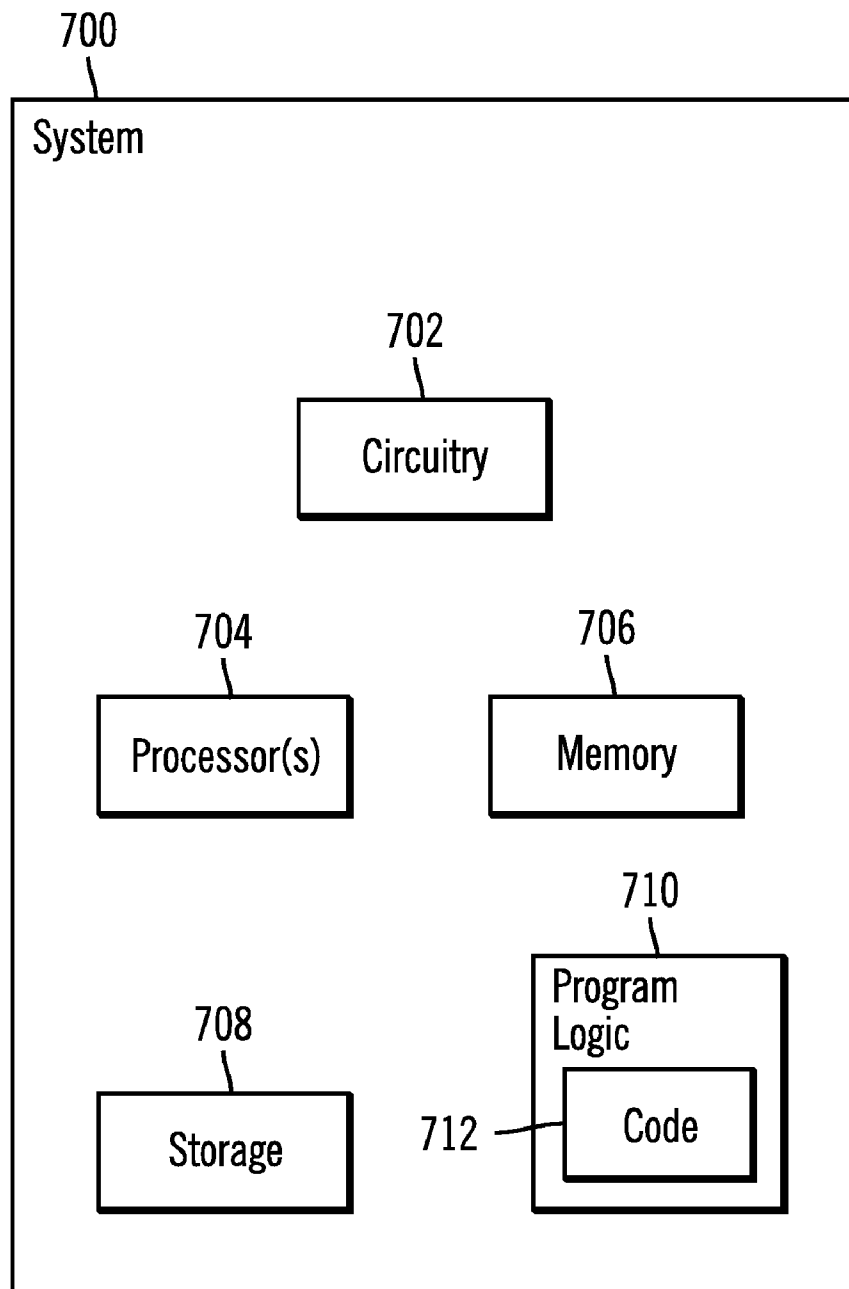 700
System
702
Circuitry
704
706
Processor(s)
Memory
710
Program
Logic
708
712
Code
Storage